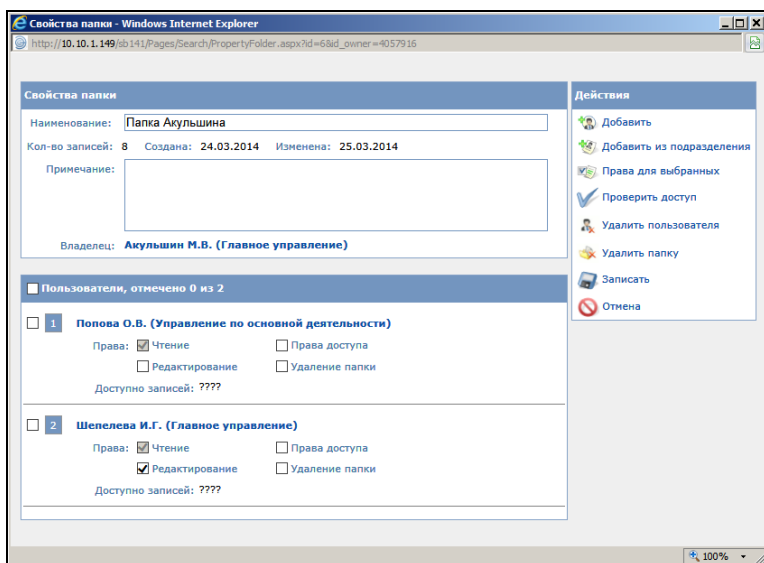 Свойства папки - Windows Internet Explorer
http://10.10.1.149/sb141/Pages/Search/PropertyFolder.aspx?id=6&id_owner=4057916
Свойства папки
Наименование: Папка Акульшина
Кол-во записей: 8 Создана: 24.03.2014 Изменена: 25.03.2014
Примечание:
Владелец: Акульшин М.В. (Главное управление)
Пользователи, отмечено 0 из 2
1 Попова О.В. (Управление по основной деятельности)
Права: Чтение Права доступа
Редактирование Удаление папки
Доступно записей: ????
2 Шепелева И.Г. (Главное управление)
Права: Чтение Права доступа
Редактирование Удаление папки
Доступно записей: ????
Действия
Добавить
Добавить из подразделения
Права для выбранных
Проверить доступ
Удалить пользователя
Удалить папку
Записать
Отмена
100%